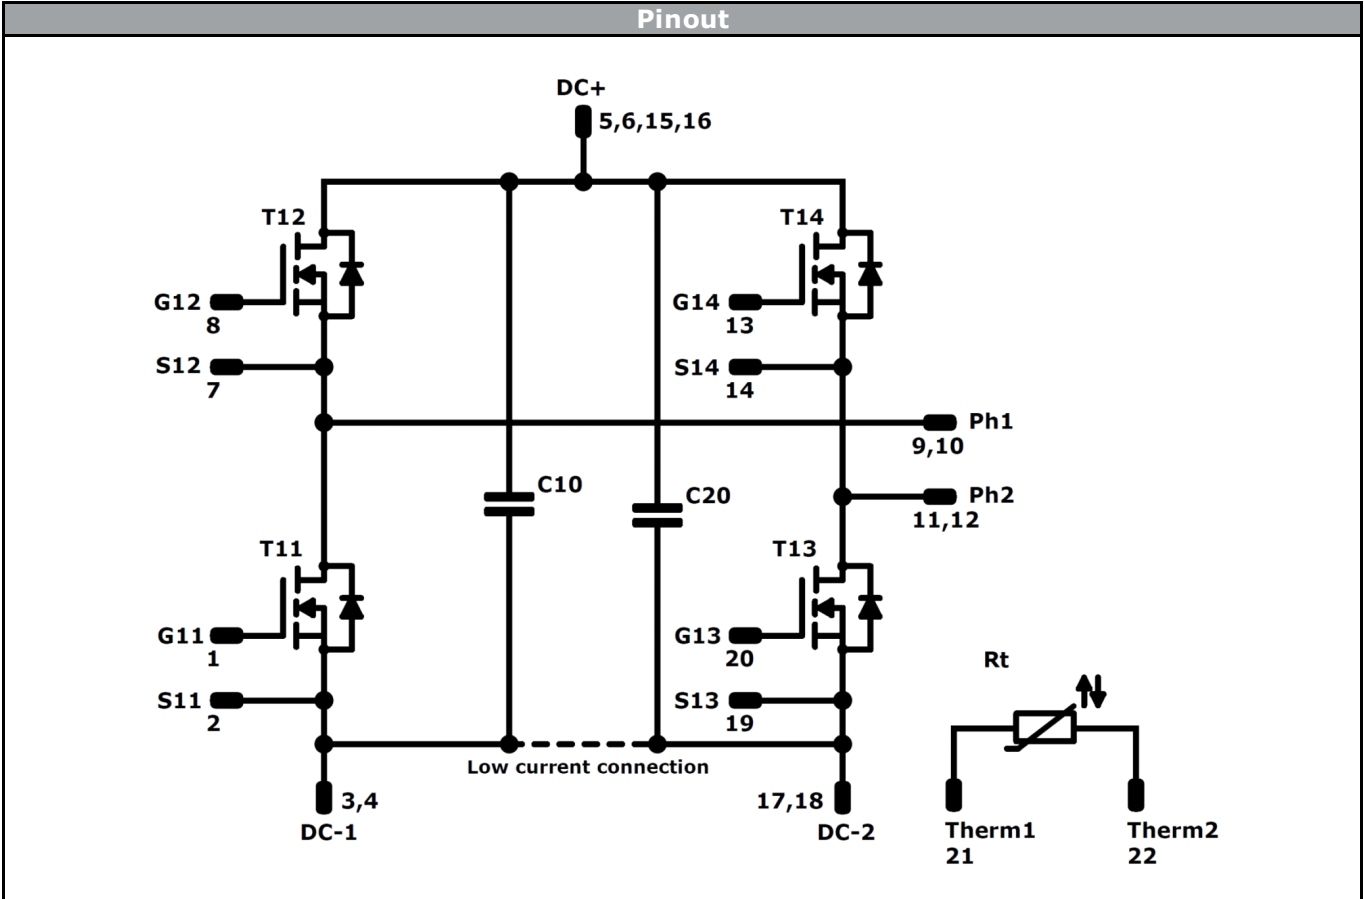 Pinout
DC+
5,6,15,16
T12
T14
G12
8
G14
13
S12
7
S14
14
Ph1
9,10
C10
C20
Ph2
11,12
T11
T13
G11
1
G13
20
Rt
S11
2
S13
19
Low current connection
3,4
DC-1
17,18
DC-2
Therm1
21
Therm2
22